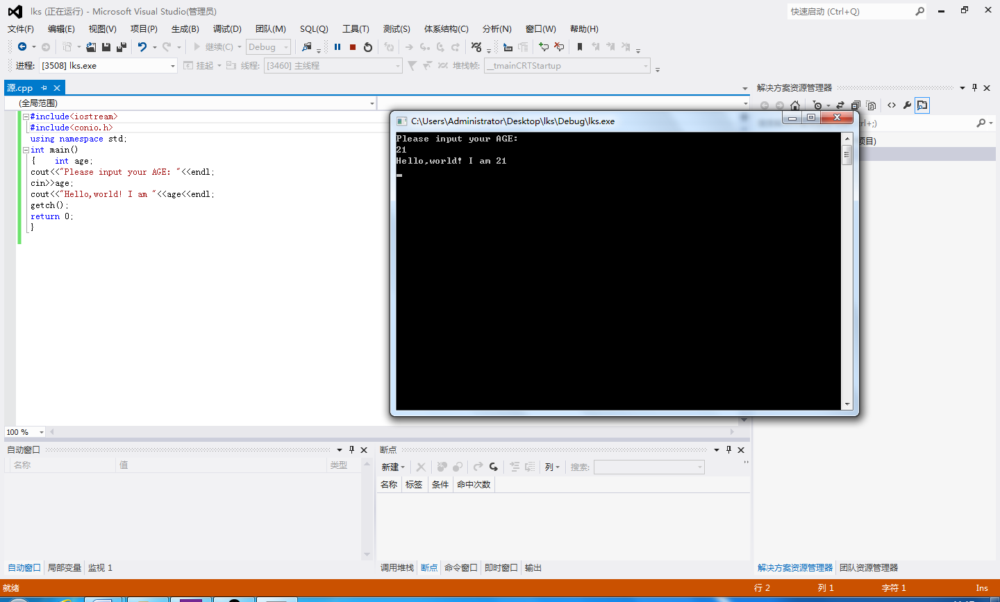 lks (正在运行) - Microsoft Visual Studio(管理员)
快速启动 (Ctrl+Q)
文件(F) 编辑(E) 视图(V) 项目(P) 生成(B) 调试(D) 团队(M) SQL(Q) 工具(T) 测试(S) 体系结构(C) 分析(N) 窗口(W) 帮助(H)
继续(C) Debug
进程: [3508] lks.exe 挂起 线程: [3460] 主线程 堆栈帧: __tmainCRTStartup
源.cpp
解决方案资源管理器
(全局范围)
#include<iostream>
#include<conio.h>
using namespace std;
int main()
{ int age;
cout<<"Please input your AGE: "<<endl;
cin>>age;
cout<<"Hello,world! I am "<<age<<endl;
getch();
return 0;
}
C:\Users\Administrator\Desktop\lks\Debug\lks.exe
Please input your AGE:
21
Hello,world! I am 21
rl+;)
项目)
100 %
自动窗口
名称 值 类型
断点
新建 列 搜索:
名称 标签 条件 命中次数
自动窗口 局部变量 监视 1
调用堆栈 断点 命令窗口 即时窗口 输出
解决方案资源管理器 团队资源管理器
就绪 行 2 列 1 字符 1 Ins